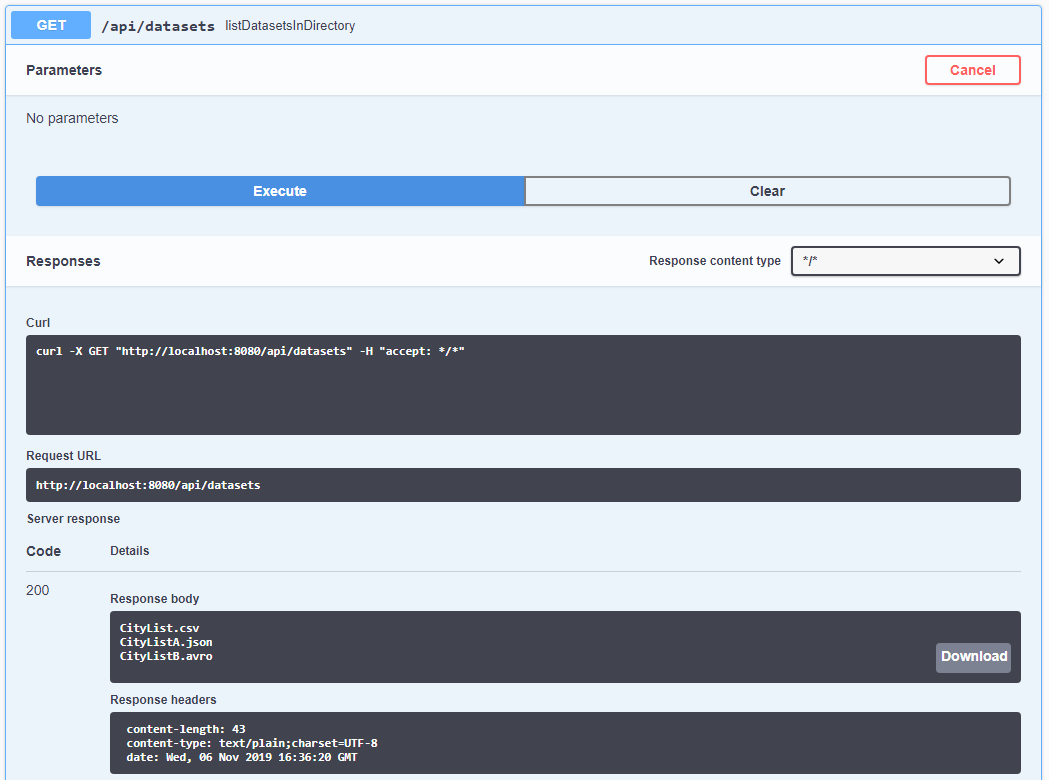 GET /api/datasets listDatasetsInDirectory
Parameters Cancel
No parameters
Execute Clear
Responses Response content type */*
Curl
curl -X GET "http://localhost:8080/api/datasets" -H "accept: */*"
Request URL
http://localhost:8080/api/datasets
Server response
Code Details
200
Response body
CityList.csv
CityListA.json
CityListB.avro
Download
Response headers
content-length: 43
content-type: text/plain;charset=UTF-8
date: Wed, 06 Nov 2019 16:36:20 GMT